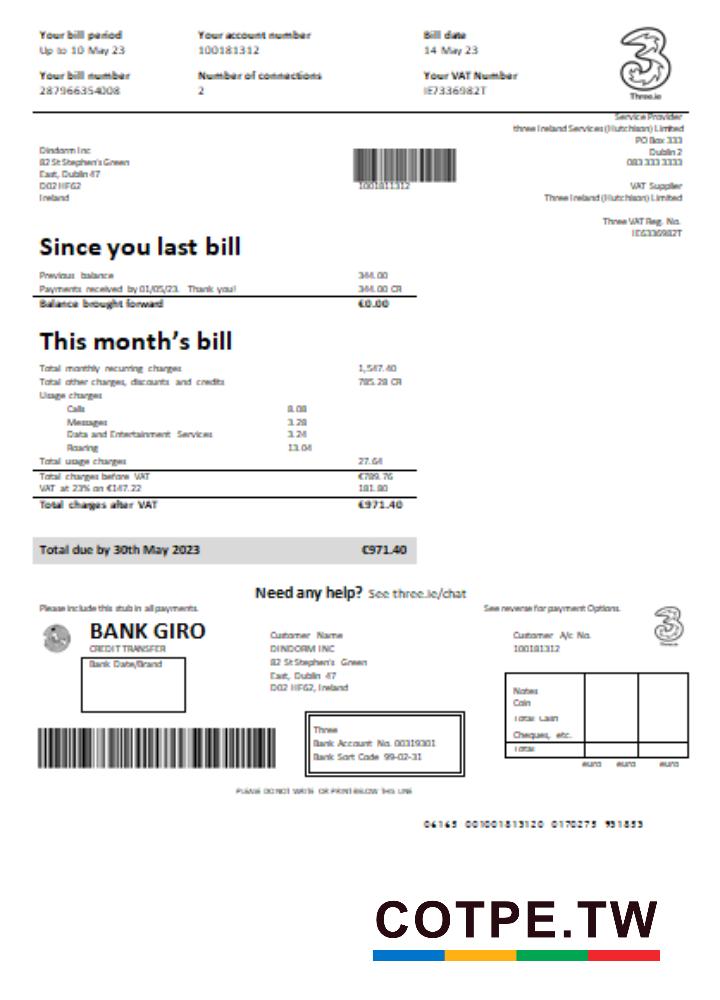 Your bill period Your account number Bill date
Up to 10 May 23 100181312 14 May 23
Your bill number Number of connections Your VAT Number
287966354008 2 IE7336982T
Three.ie
Service Provider
three Ireland Services (Hutchison) Limited
PO Box 333
Dublin 2
083 333 3333
VAT Supplier
Three Ireland (Hutchison) Limited
Three VAT Reg. No.
IE6336982T
Dindorm Inc
82 St Stephen's Green
East, Dublin 47
D02 HF62
Ireland
1001811312
Since you last bill
Previous balance 344.00
Payments received by 01/05/23. Thank you! 344.00 CR
Balance brought forward €0.00
This month's bill
Total monthly recurring charges 1,547.40
Total other charges, discounts and credits 785.28 CR
Usage charges
Calls 8.08
Messages 3.28
Data and Entertainment Services 3.24
Roaring 13.04
Total usage charges 27.64
Total charges before VAT €789.76
VAT at 23% on €147.22 181.80
Total charges after VAT €971.40
Total due by 30th May 2023 €971.40
Need any help? See three.ie/chat
Please include this stub in all payments. See reverse for payment Options.
BANK GIRO
CREDIT TRANSFER
Bank Date/Brand
Customer Name
DINDORM INC
82 St Stephen's Green
East, Dublin 47
D02 HF62, Ireland
Customer A/c No.
100181312
Notes
Coin
Total Cash
Cheques, etc.
Total
euro euro euro
Three
Bank Account No. 00319301
Bank Sort Code 99-02-31
PLEASE DO NOT WRITE OR PRINT BELOW THIS LINE
06165 001001813120 0170275 931853
COTPE.TW